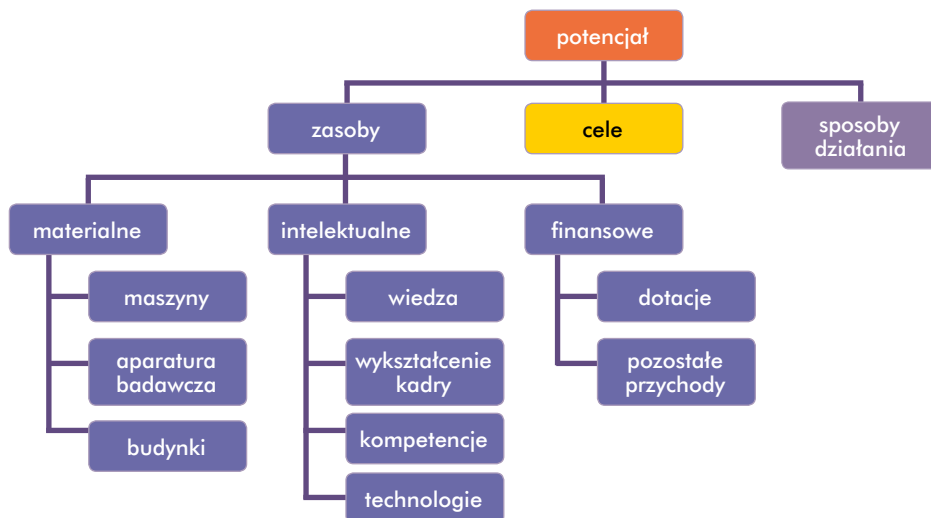 potencjał
zasoby
cele
sposoby
działania
materialne
intelektualne
finansowe
maszyny
aparatura
badawcza
budynki
wiedza
wykształcenie
kadry
kompetencje
technologie
dotacje
pozostałe
przychody